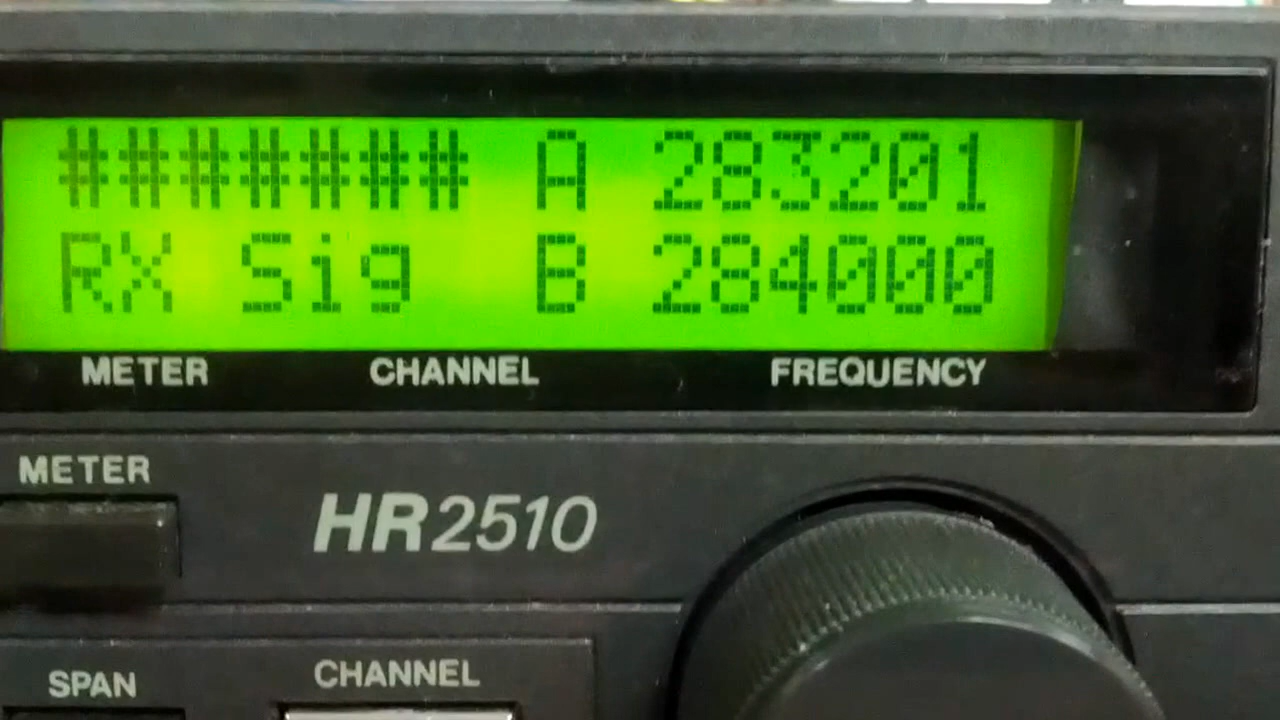 ####### A 283201
RX Sig B 284000
METER CHANNEL FREQUENCY
METER
HR2510
SPAN CHANNEL